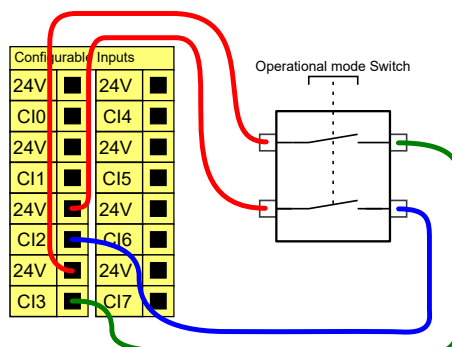 Configurable Inputs
Operational mode Switch
24V 24V
CI0 CI4
24V 24V
CI1 CI5
24V 24V
CI2 CI6
24V 24V
CI3 CI7